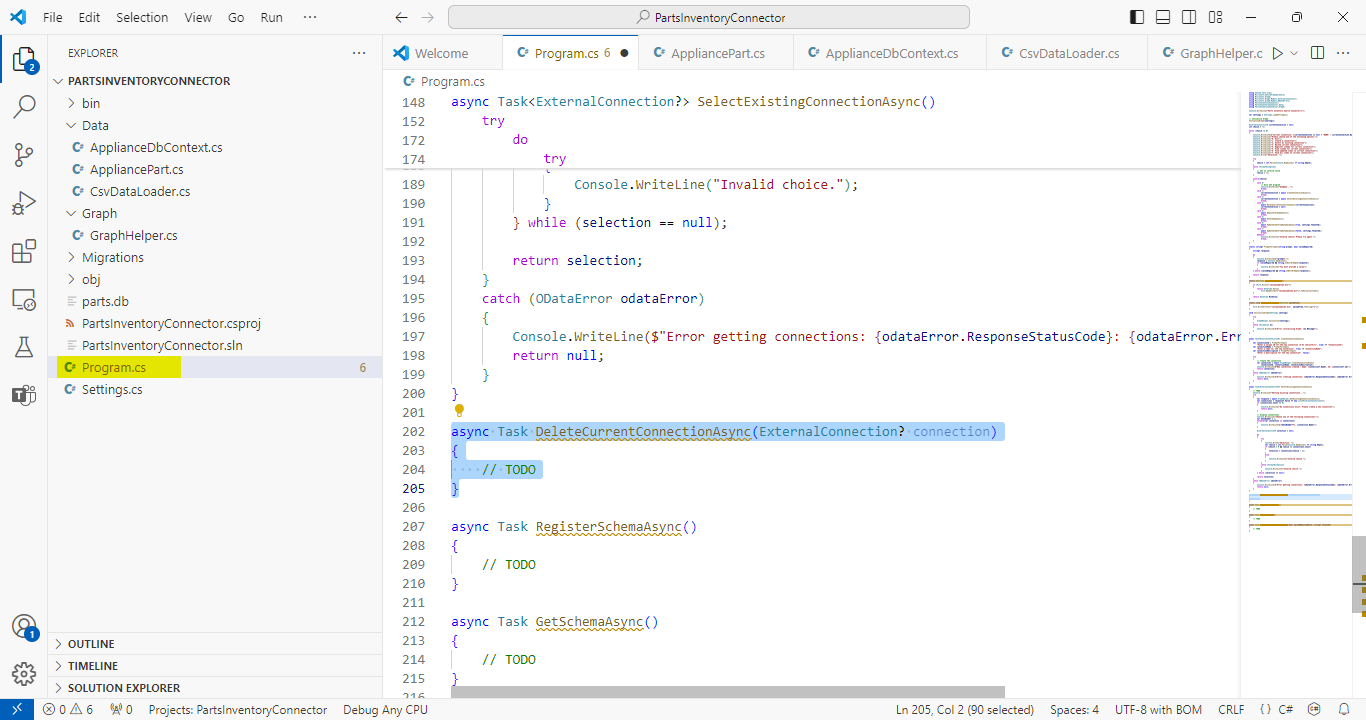 File Edit Selection View Go Run ··· PartsInventoryConnector
EXPLORER ···
PARTSINVENTORYCONNECTOR
bin
Data
ApplianceDbContext.cs
AppliancePart.cs
CsvDataLoader.cs
Graph
GraphHelper.cs
Migrations
obj
parts.db
PartsInventoryConnector.csproj
PartsInventoryConnector.sln
Program.cs 6
Settings.cs
OUTLINE
TIMELINE
SOLUTION EXPLORER
2
1
Welcome C# Program.cs 6 C# AppliancePart.cs C# ApplianceDbContext.cs C# CsvDataLoader.cs C# GraphHelper.c
C# Program.cs
148 async Task<ExternalConnection?> SelectExistingConnectionAsync()
152 try
172 do
174 try
{
189 Console.WriteLine("Invalid choice.");
190 }
191 } while (selection == null);
192
193 return selection;
194 }
195 catch (ODataError odataError)
196 {
197 Console.WriteLine($"Error getting connections: {odataError.ResponseStatusCode}: {odataError.Err
198 return null;
199 }
200 }
201
202 async Task DeleteCurrentConnectionAsync(ExternalConnection? connection)
203 {
204 // TODO
205 }
206
207 async Task RegisterSchemaAsync()
208 {
209 // TODO
210 }
211
212 async Task GetSchemaAsync()
213 {
214 // TODO
215 }
216
0 6 0 Projects: PartsInventoryConnector Debug Any CPU Ln 205, Col 2 (90 selected) Spaces: 4 UTF-8 with BOM CRLF {} C#